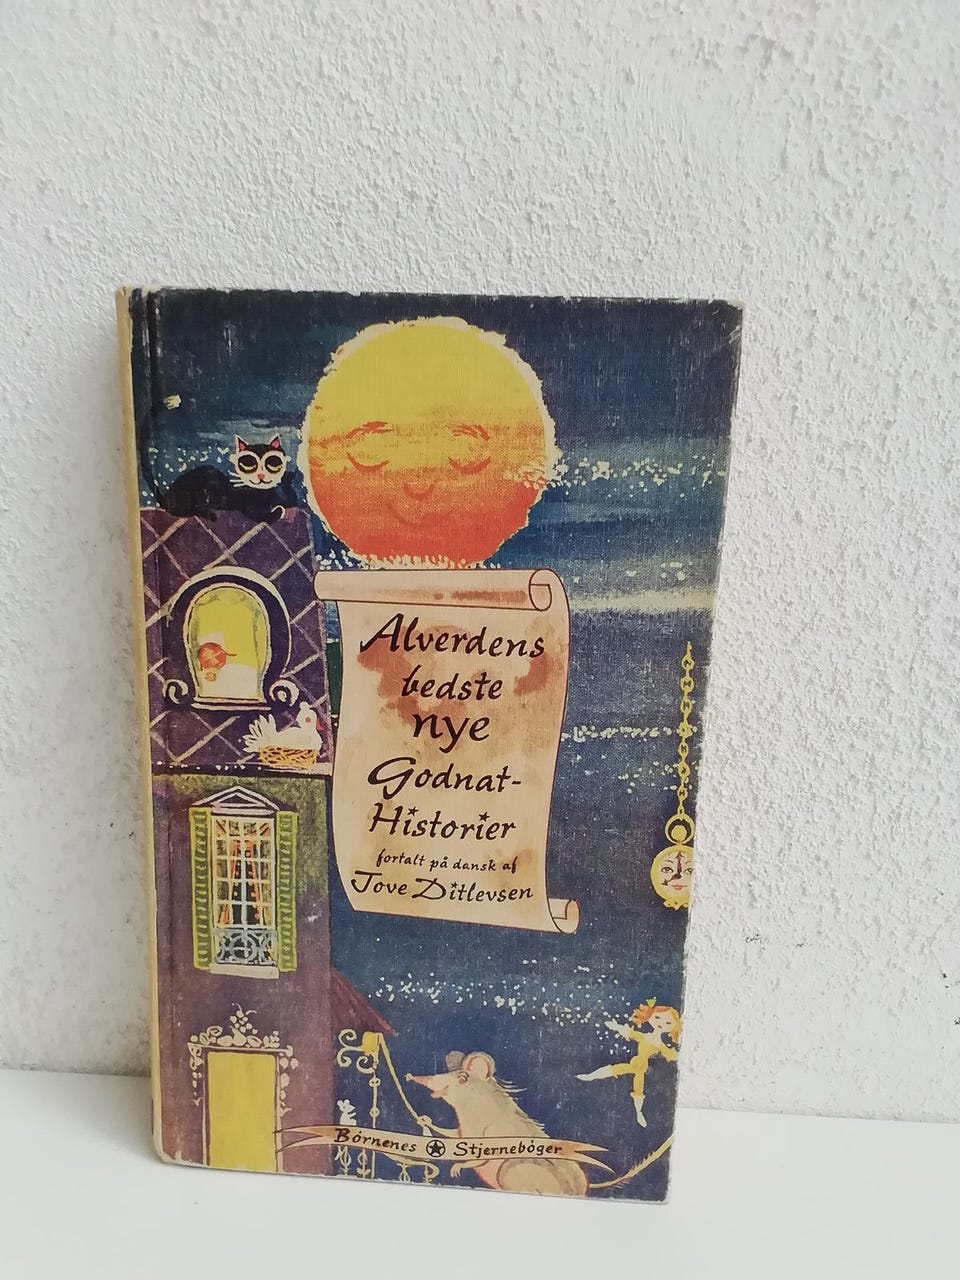 Alverdens
bedste
nye
Godnat-
Historier
fortalt på dansk af
Tove Ditlevsen
Börnenes Stjerneböger